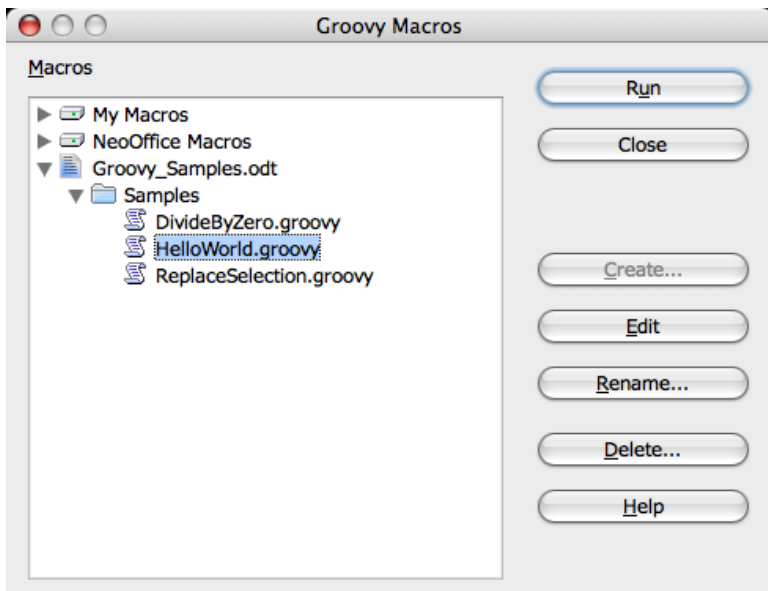 Groovy Macros
Macros
My Macros
NeoOffice Macros
Groovy_Samples.odt
Samples
DivideByZero.groovy
HelloWorld.groovy
ReplaceSelection.groovy
Run
Close
Create...
Edit
Rename...
Delete...
Help